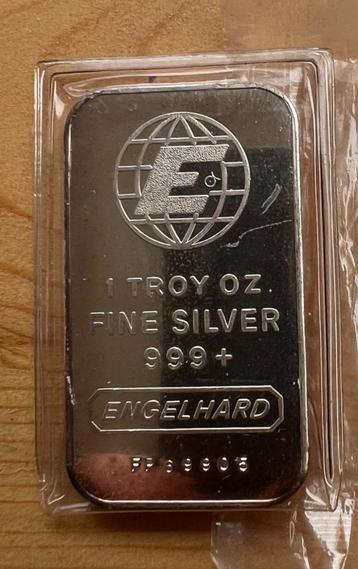 E
1 TROY OZ
FINE SILVER
999+
ENGELHARD